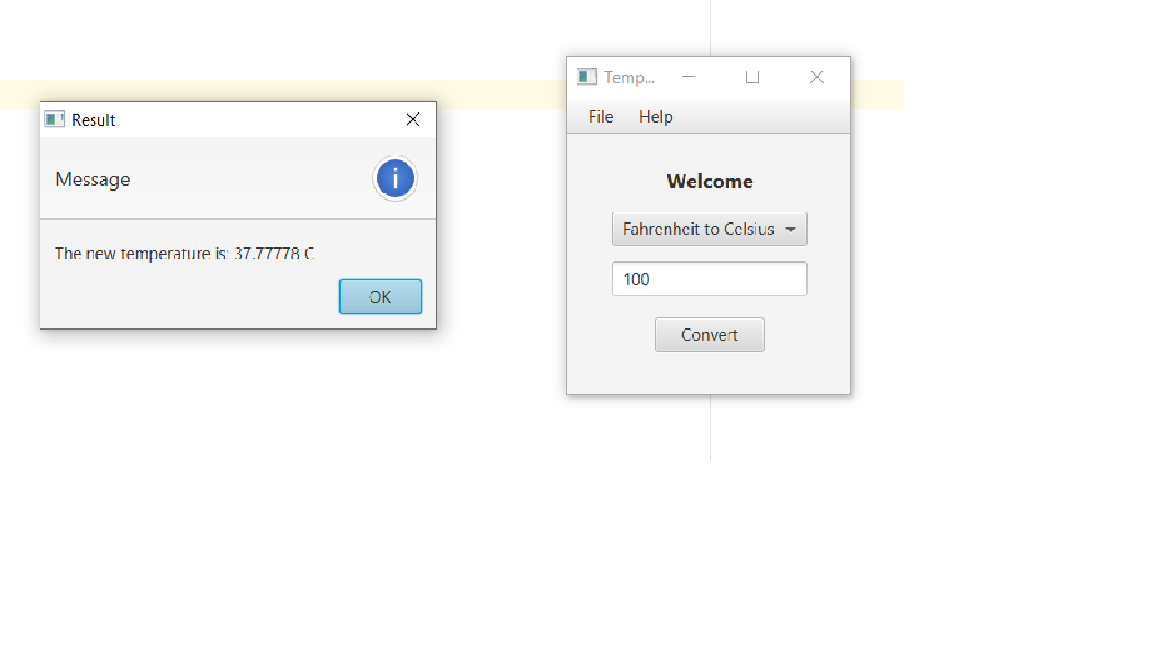 Result
Message
The new temperature is: 37.77778 C
OK
Temp...
File Help
Welcome
Fahrenheit to Celsius
100
Convert